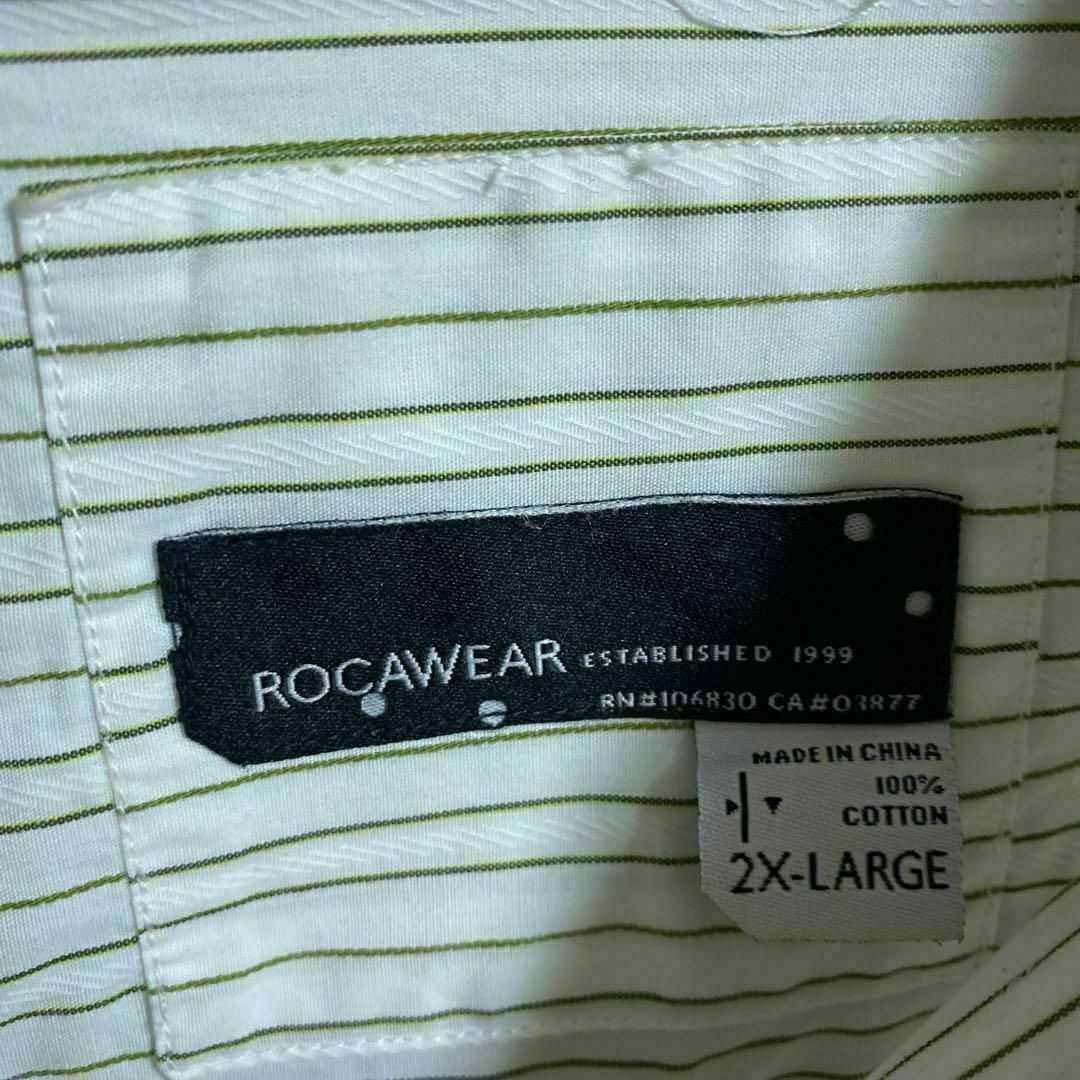 ROCAWEAR ESTABLISHED 1999
RN#106830 CA#03877
MADE IN CHINA
100%
COTTON
2X-LARGE